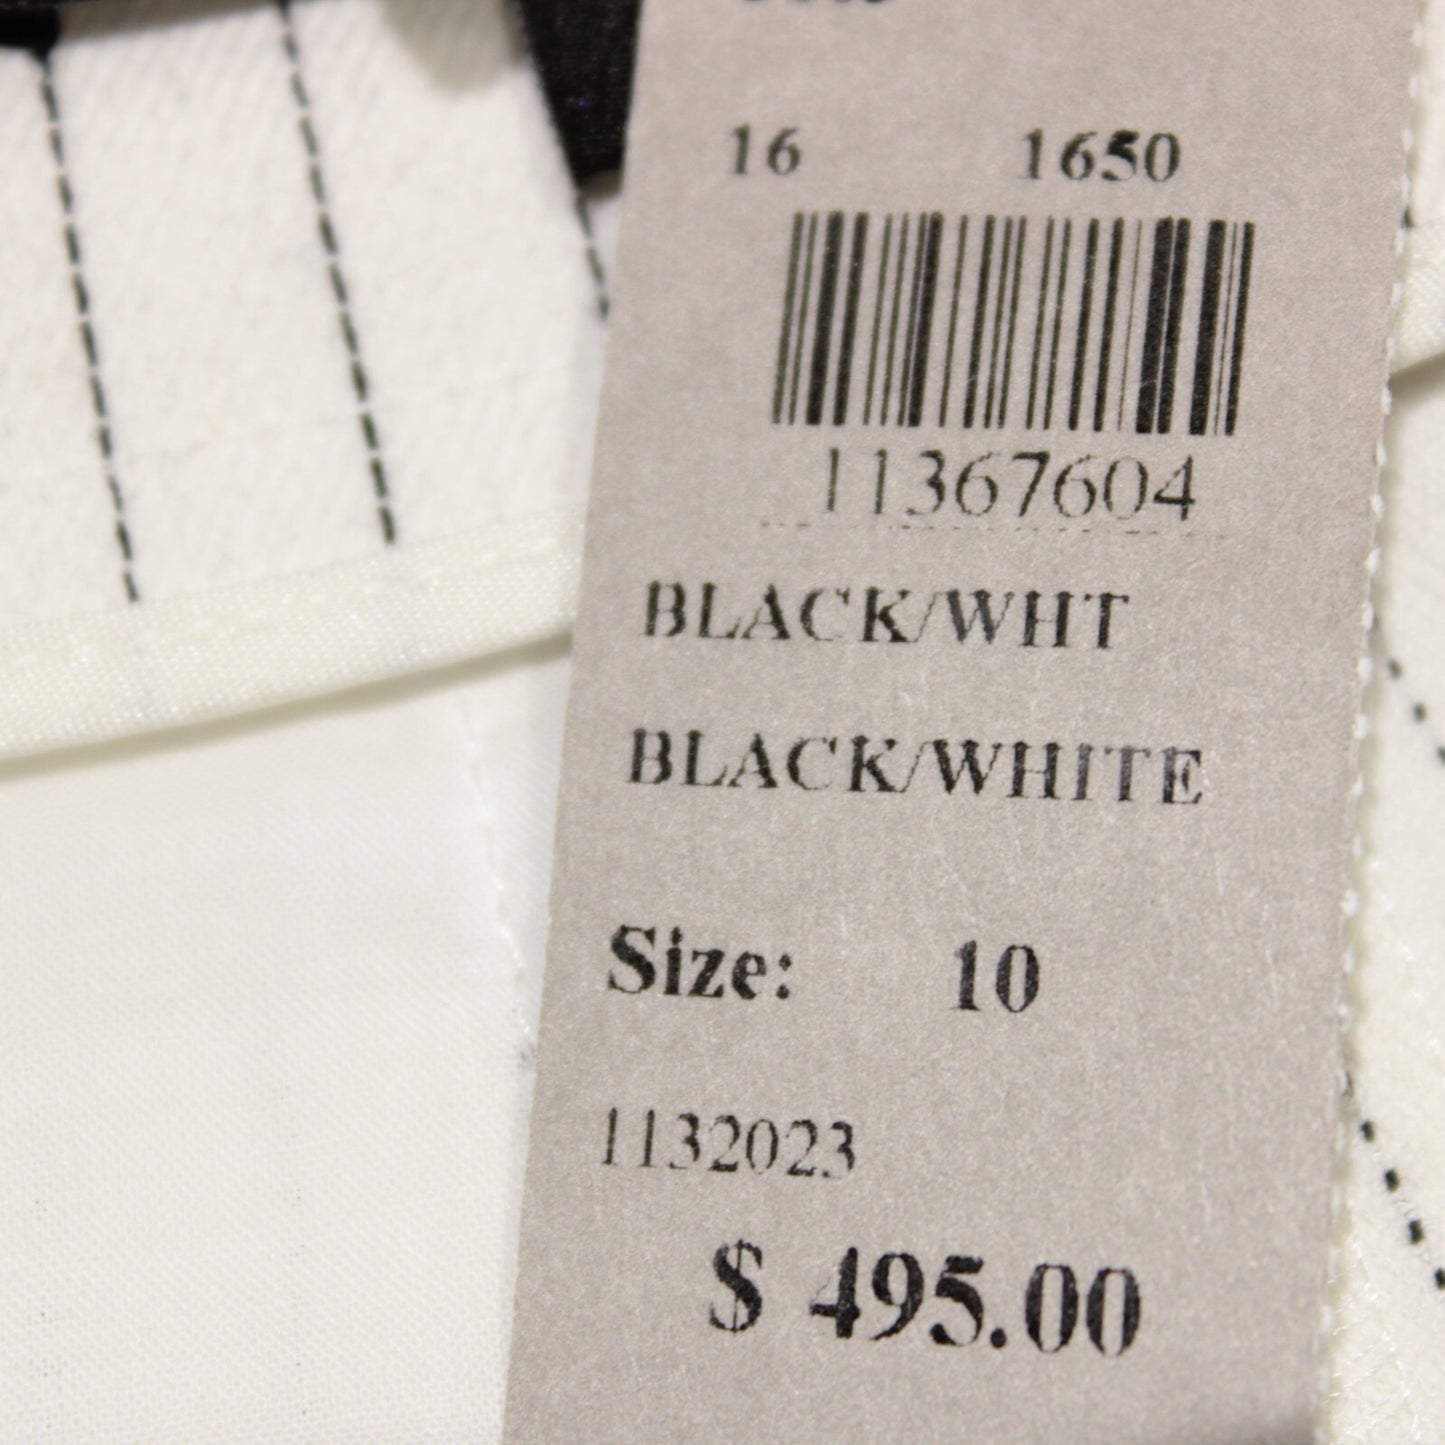 16 1650
11367604
BLACK/WHT
BLACK/WHITE
Size: 10
1132023
$ 495.00